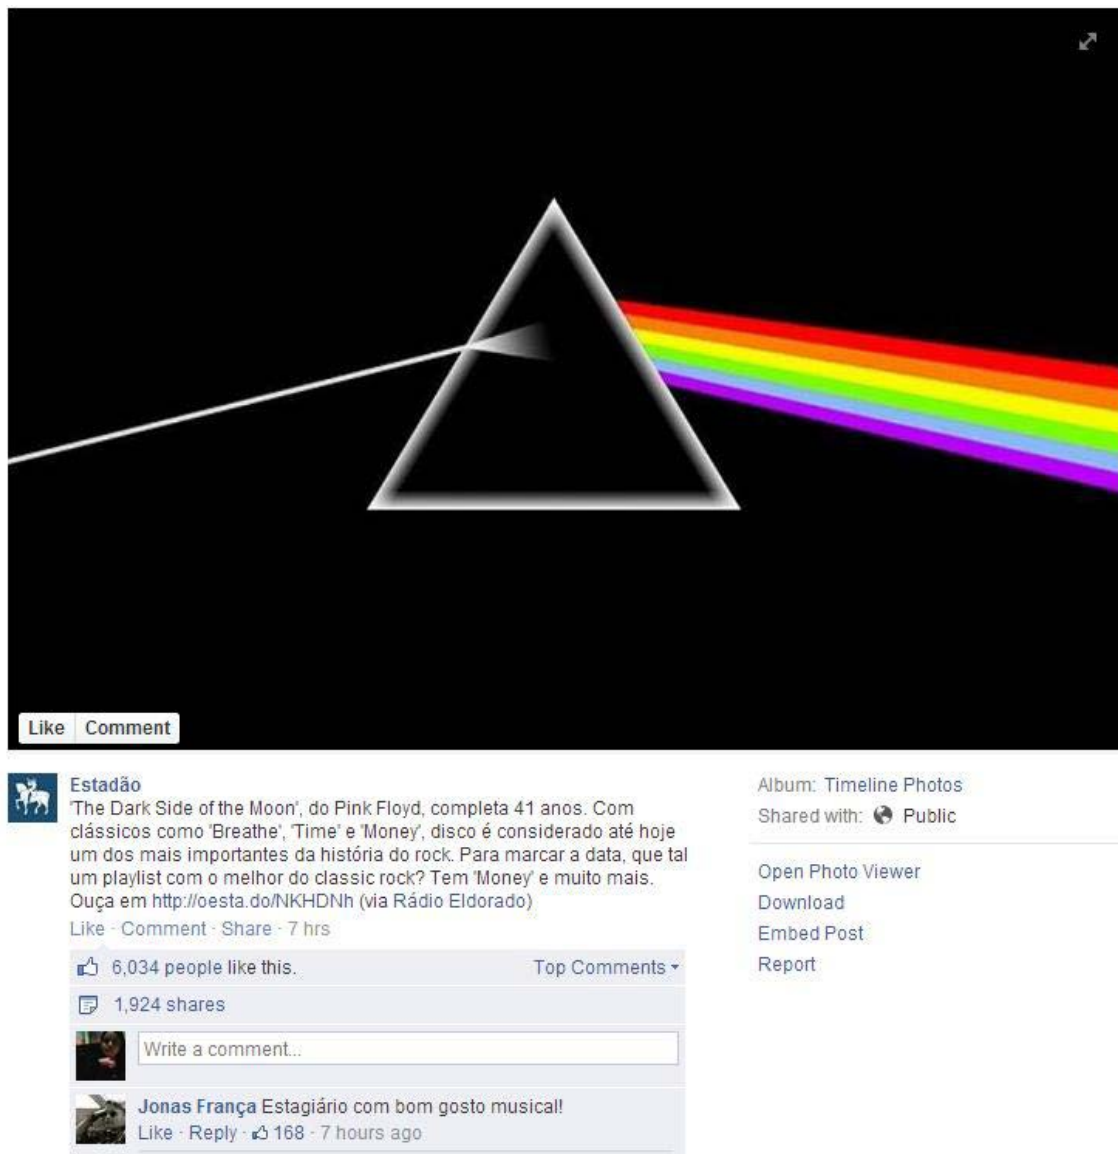 Like Comment
Estadão
'The Dark Side of the Moon', do Pink Floyd, completa 41 anos. Com
clássicos como 'Breathe', 'Time' e 'Money', disco é considerado até hoje
um dos mais importantes da história do rock. Para marcar a data, que tal
um playlist com o melhor do classic rock? Tem 'Money' e muito mais.
Ouça em http://oesta.do/NKHDNh (via Rádio Eldorado)
Like · Comment · Share · 7 hrs
6,034 people like this. Top Comments
1,924 shares
Write a comment...
Jonas França Estagiário com bom gosto musical!
Like · Reply · 168 · 7 hours ago
Album: Timeline Photos
Shared with: Public
Open Photo Viewer
Download
Embed Post
Report